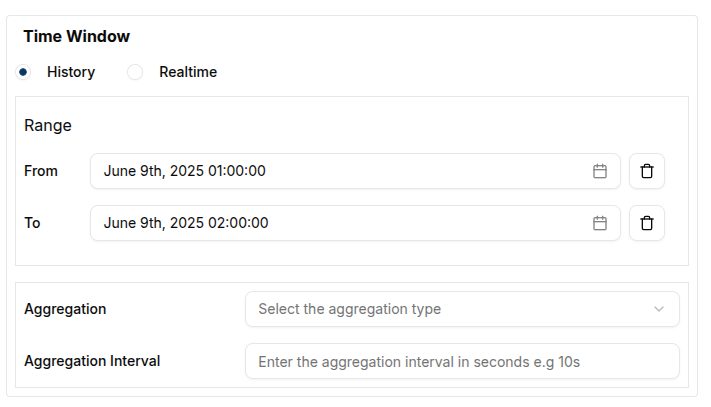 Time Window
History Realtime
Range
From June 9th, 2025 01:00:00
To June 9th, 2025 02:00:00
Aggregation Select the aggregation type
Aggregation Interval Enter the aggregation interval in seconds e.g 10s